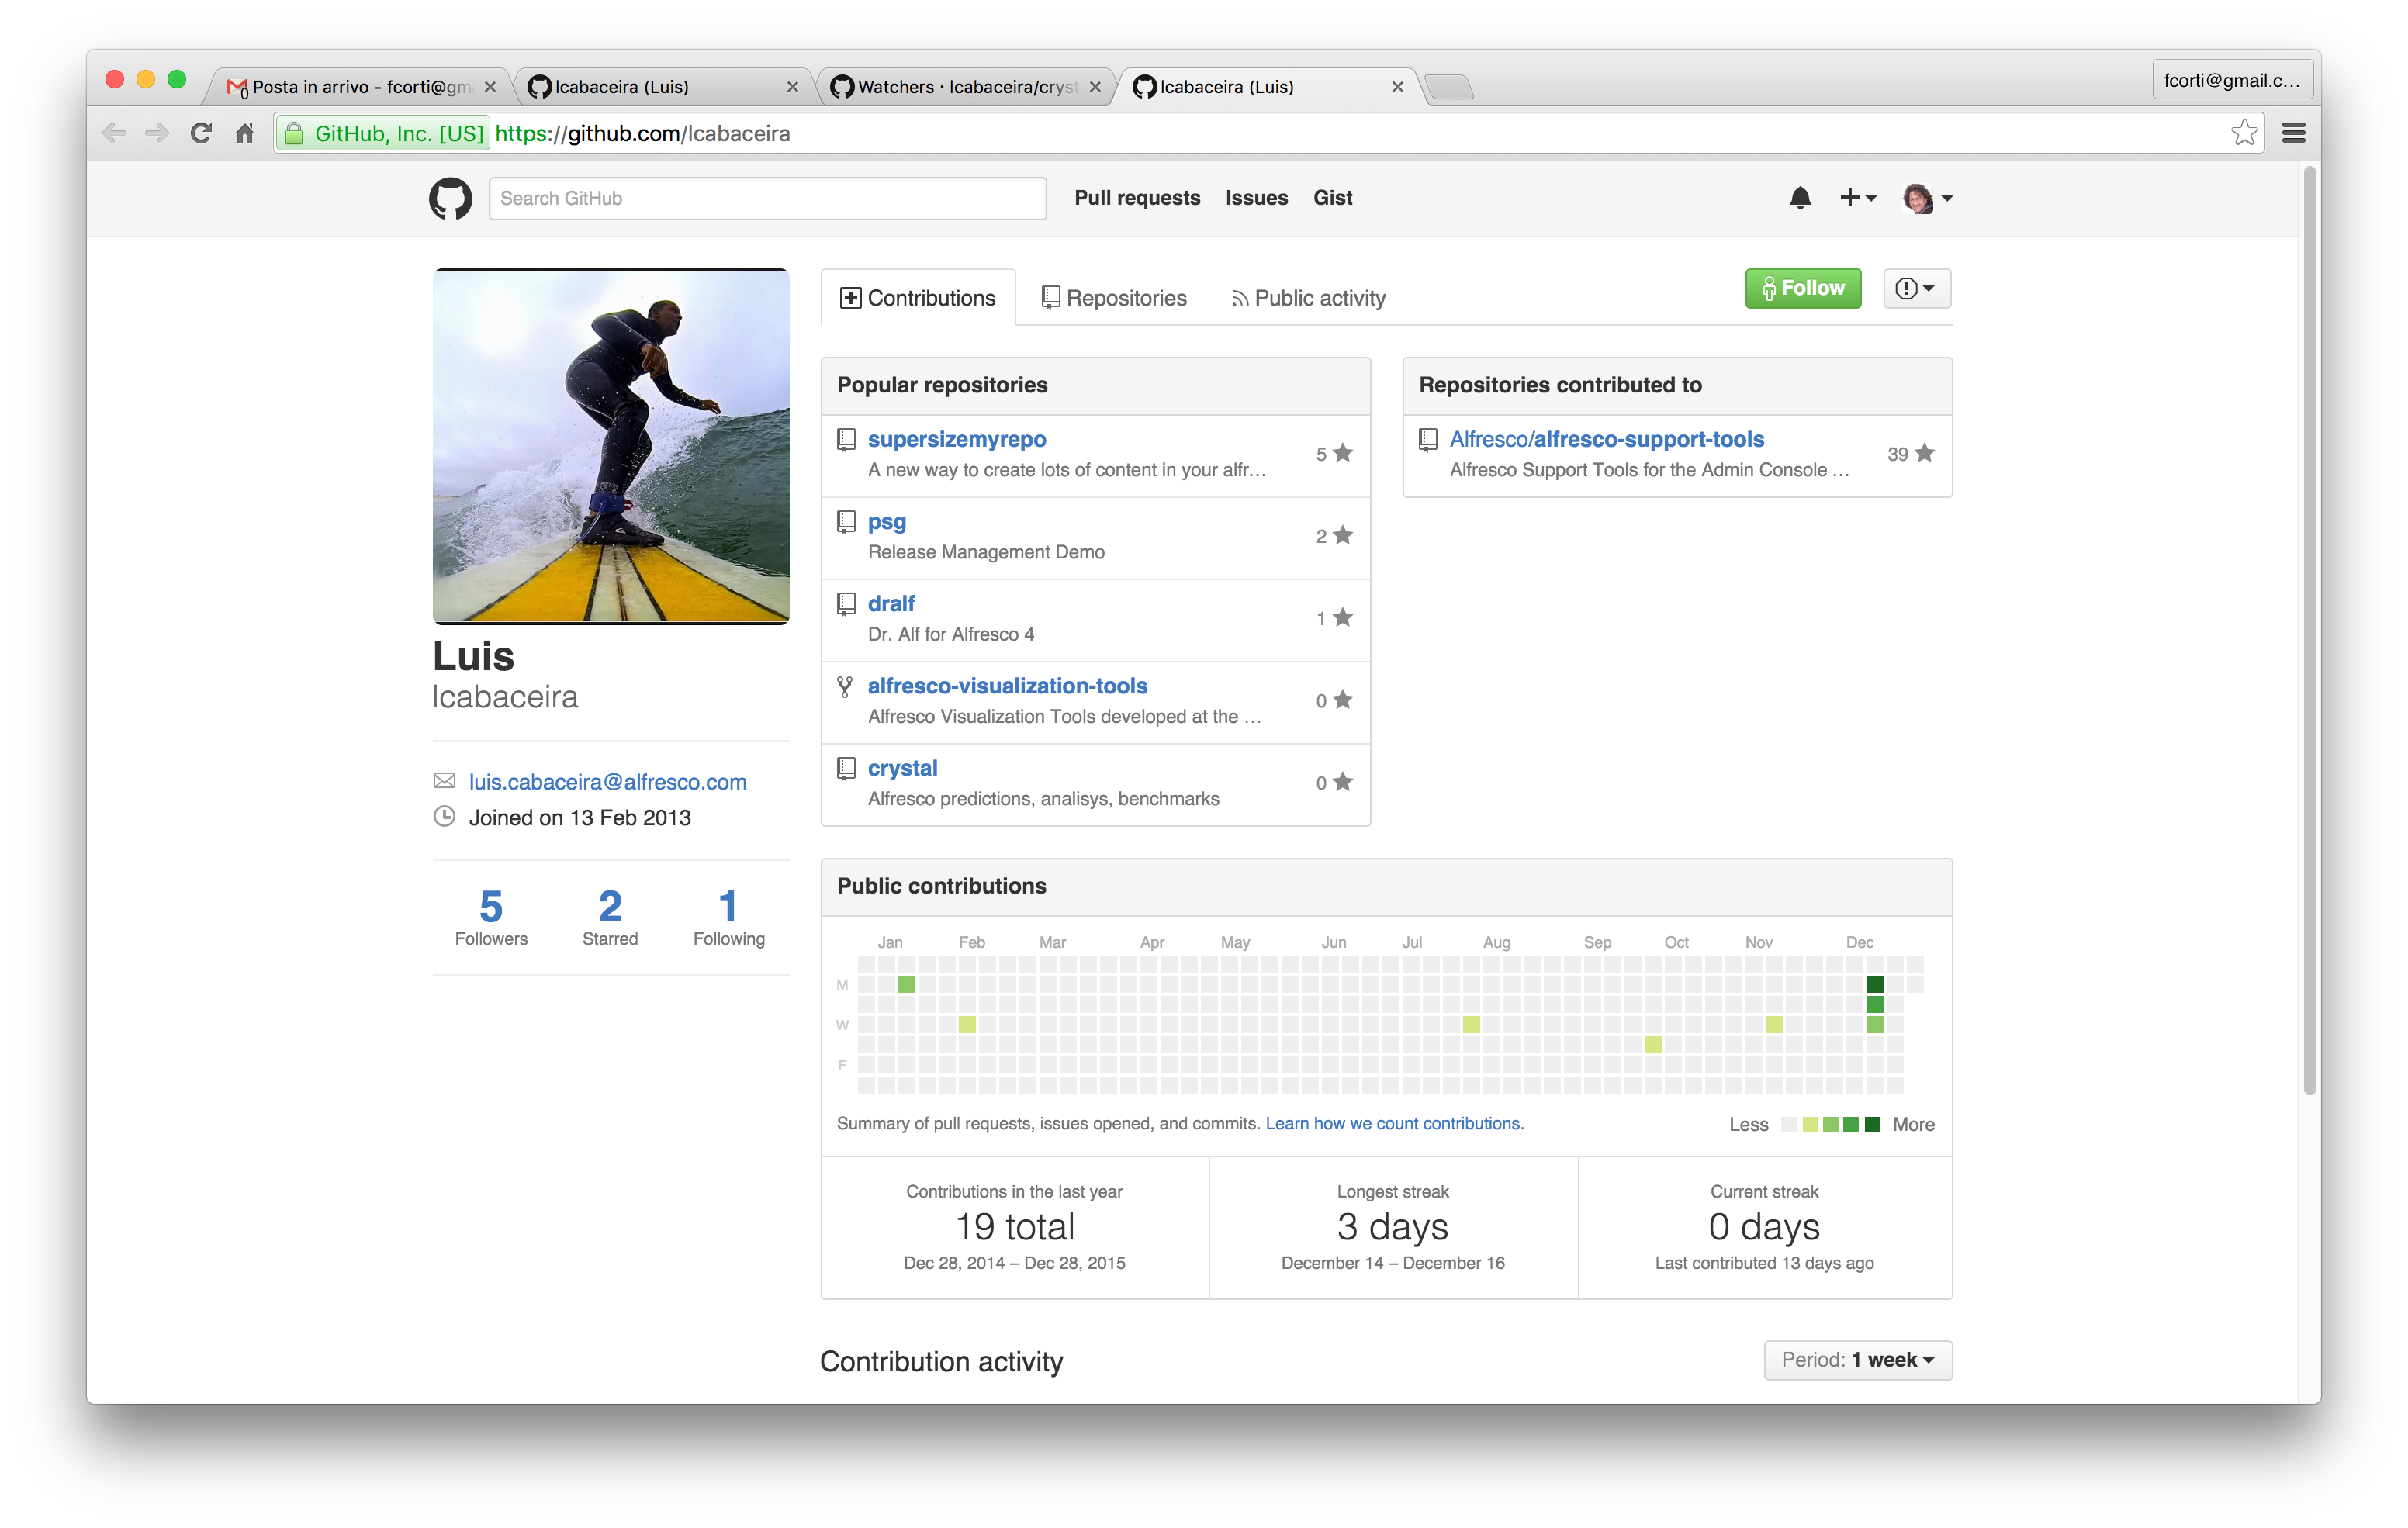 Posta in arrivo - fcorti@gm
lcabaceira (Luis)
Watchers · lcabaceira/cryst
lcabaceira (Luis)
fcorti@gmail.c...
GitHub, Inc. [US] https://github.com/lcabaceira
Search GitHub
Pull requests Issues Gist
Contributions Repositories Public activity
Follow
Popular repositories
supersizemyrepo
A new way to create lots of content in your alfr…
5
psg
Release Management Demo
2
dralf
Dr. Alf for Alfresco 4
1
alfresco-visualization-tools
Alfresco Visualization Tools developed at the …
0
crystal
Alfresco predictions, analisys, benchmarks
0
Repositories contributed to
Alfresco/alfresco-support-tools
Alfresco Support Tools for the Admin Console …
39
Luis
lcabaceira
luis.cabaceira@alfresco.com
Joined on 13 Feb 2013
5 2 1
Followers Starred Following
Public contributions
Jan Feb Mar Apr May Jun Jul Aug Sep Oct Nov Dec
M
W
F
Summary of pull requests, issues opened, and commits. Learn how we count contributions.
Less More
Contributions in the last year
19 total
Dec 28, 2014 – Dec 28, 2015
Longest streak
3 days
December 14 – December 16
Current streak
0 days
Last contributed 13 days ago
Contribution activity
Period: 1 week